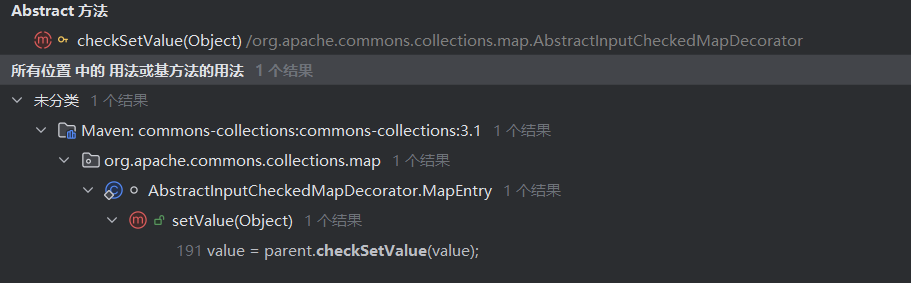 Abstract 方法
checkSetValue(Object) /org.apache.commons.collections.map.AbstractInputCheckedMapDecorator
所有位置 中的 用法或基方法的用法 1 个结果
未分类 1 个结果
Maven: commons-collections:commons-collections:3.1 1 个结果
org.apache.commons.collections.map 1 个结果
AbstractInputCheckedMapDecorator.MapEntry 1 个结果
setValue(Object) 1 个结果
191 value = parent.checkSetValue(value);